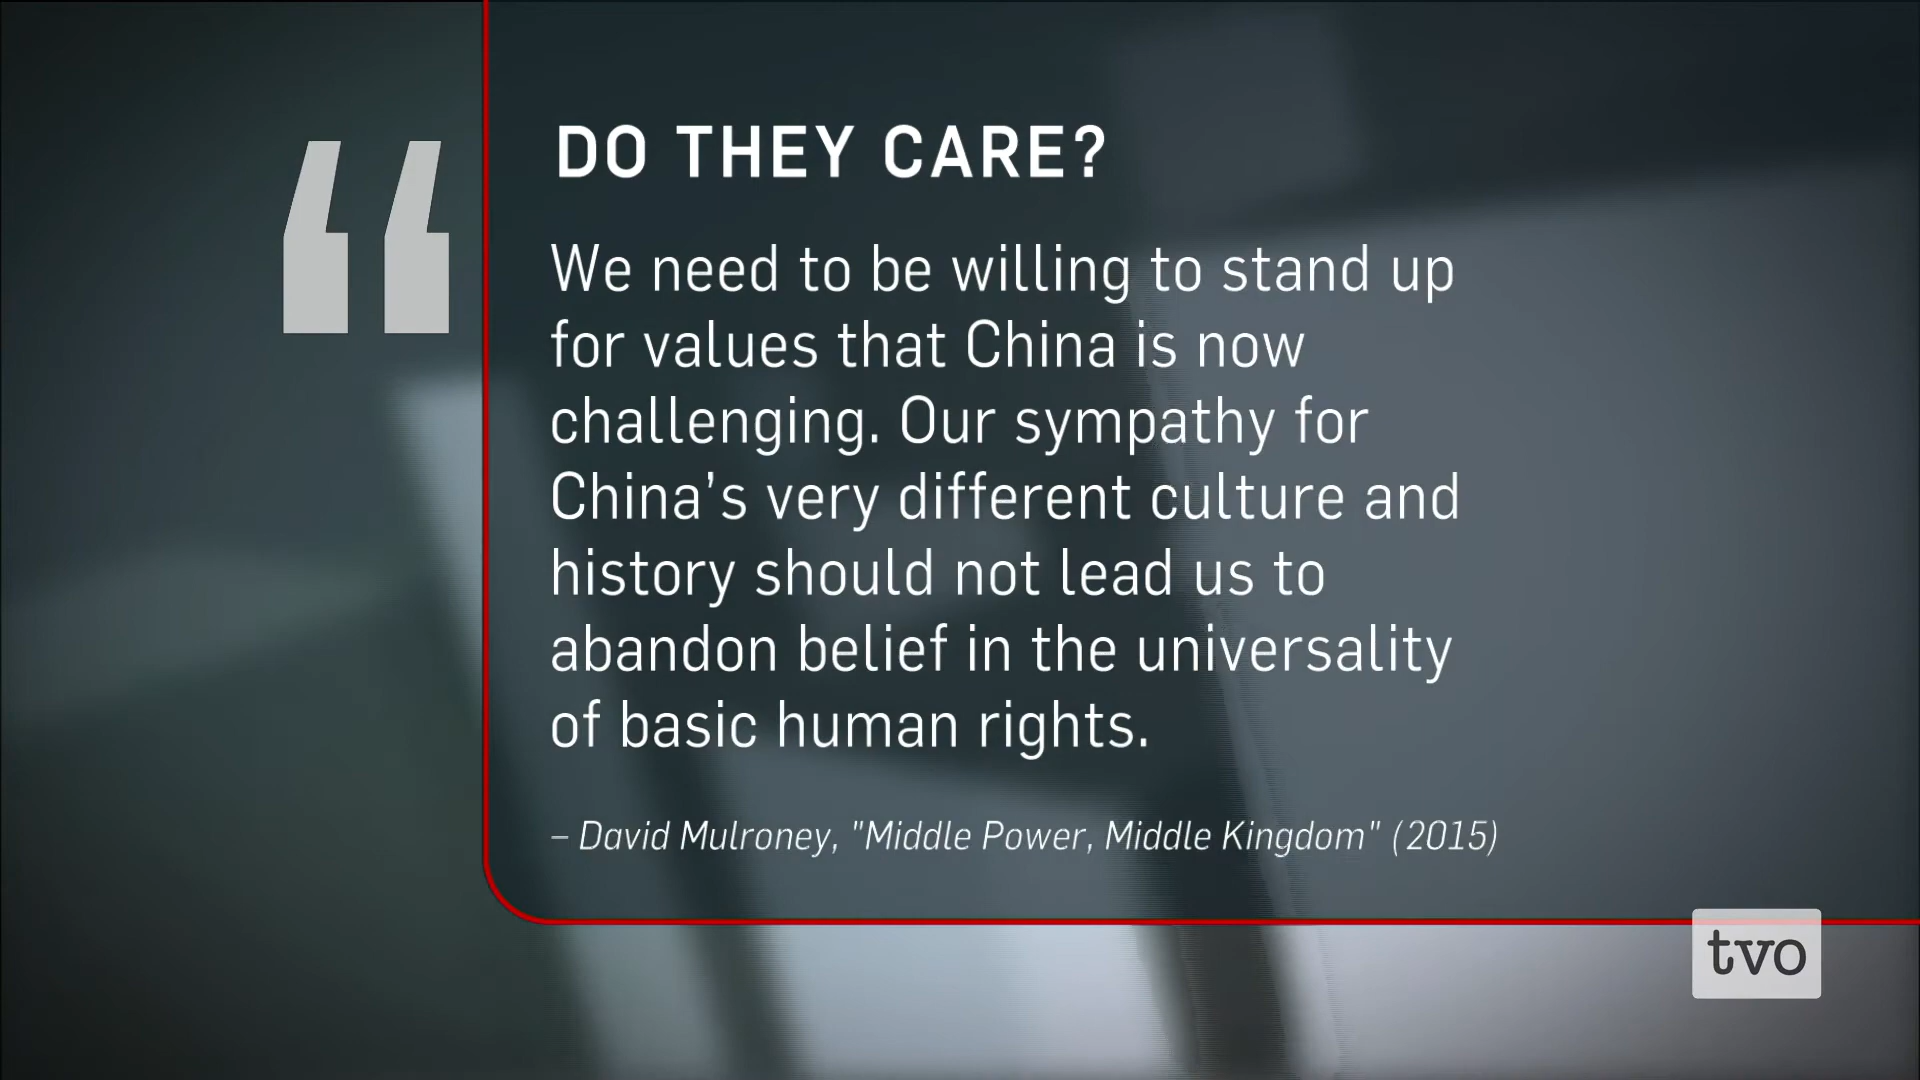 “
DO THEY CARE?
We need to be willing to stand up
for values that China is now
challenging. Our sympathy for
China’s very different culture and
history should not lead us to
abandon belief in the universality
of basic human rights.
– David Mulroney, "Middle Power, Middle Kingdom" (2015)
tvo